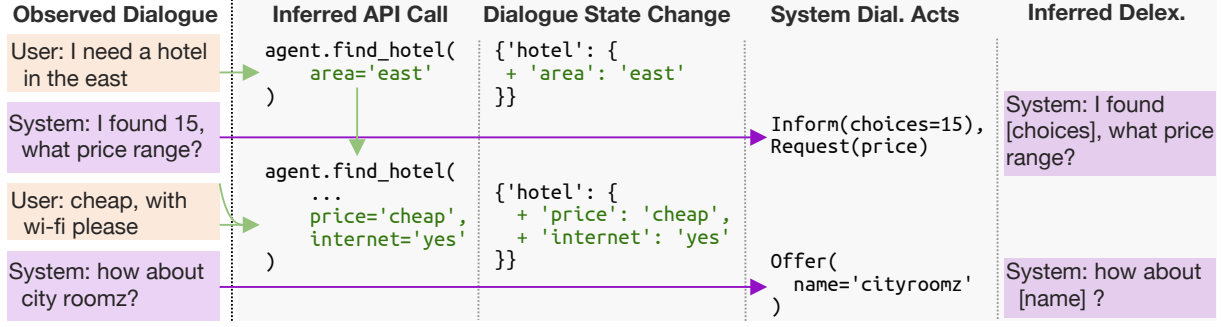 Observed Dialogue
Inferred API Call
Dialogue State Change
System Dial. Acts
Inferred Delex.
User: I need a hotel
in the east
agent.find_hotel(
area='east'
)
{'hotel': {
+ 'area': 'east'
}}
System: I found 15,
what price range?
Inform(choices=15),
Request(price)
System: I found
[choices], what price
range?
User: cheap, with
wi-fi please
agent.find_hotel(
...
price='cheap',
internet='yes'
)
{'hotel': {
+ 'price': 'cheap',
+ 'internet': 'yes'
}}
System: how about
city roomz?
Offer(
name='cityroomz'
)
System: how about
[name] ?